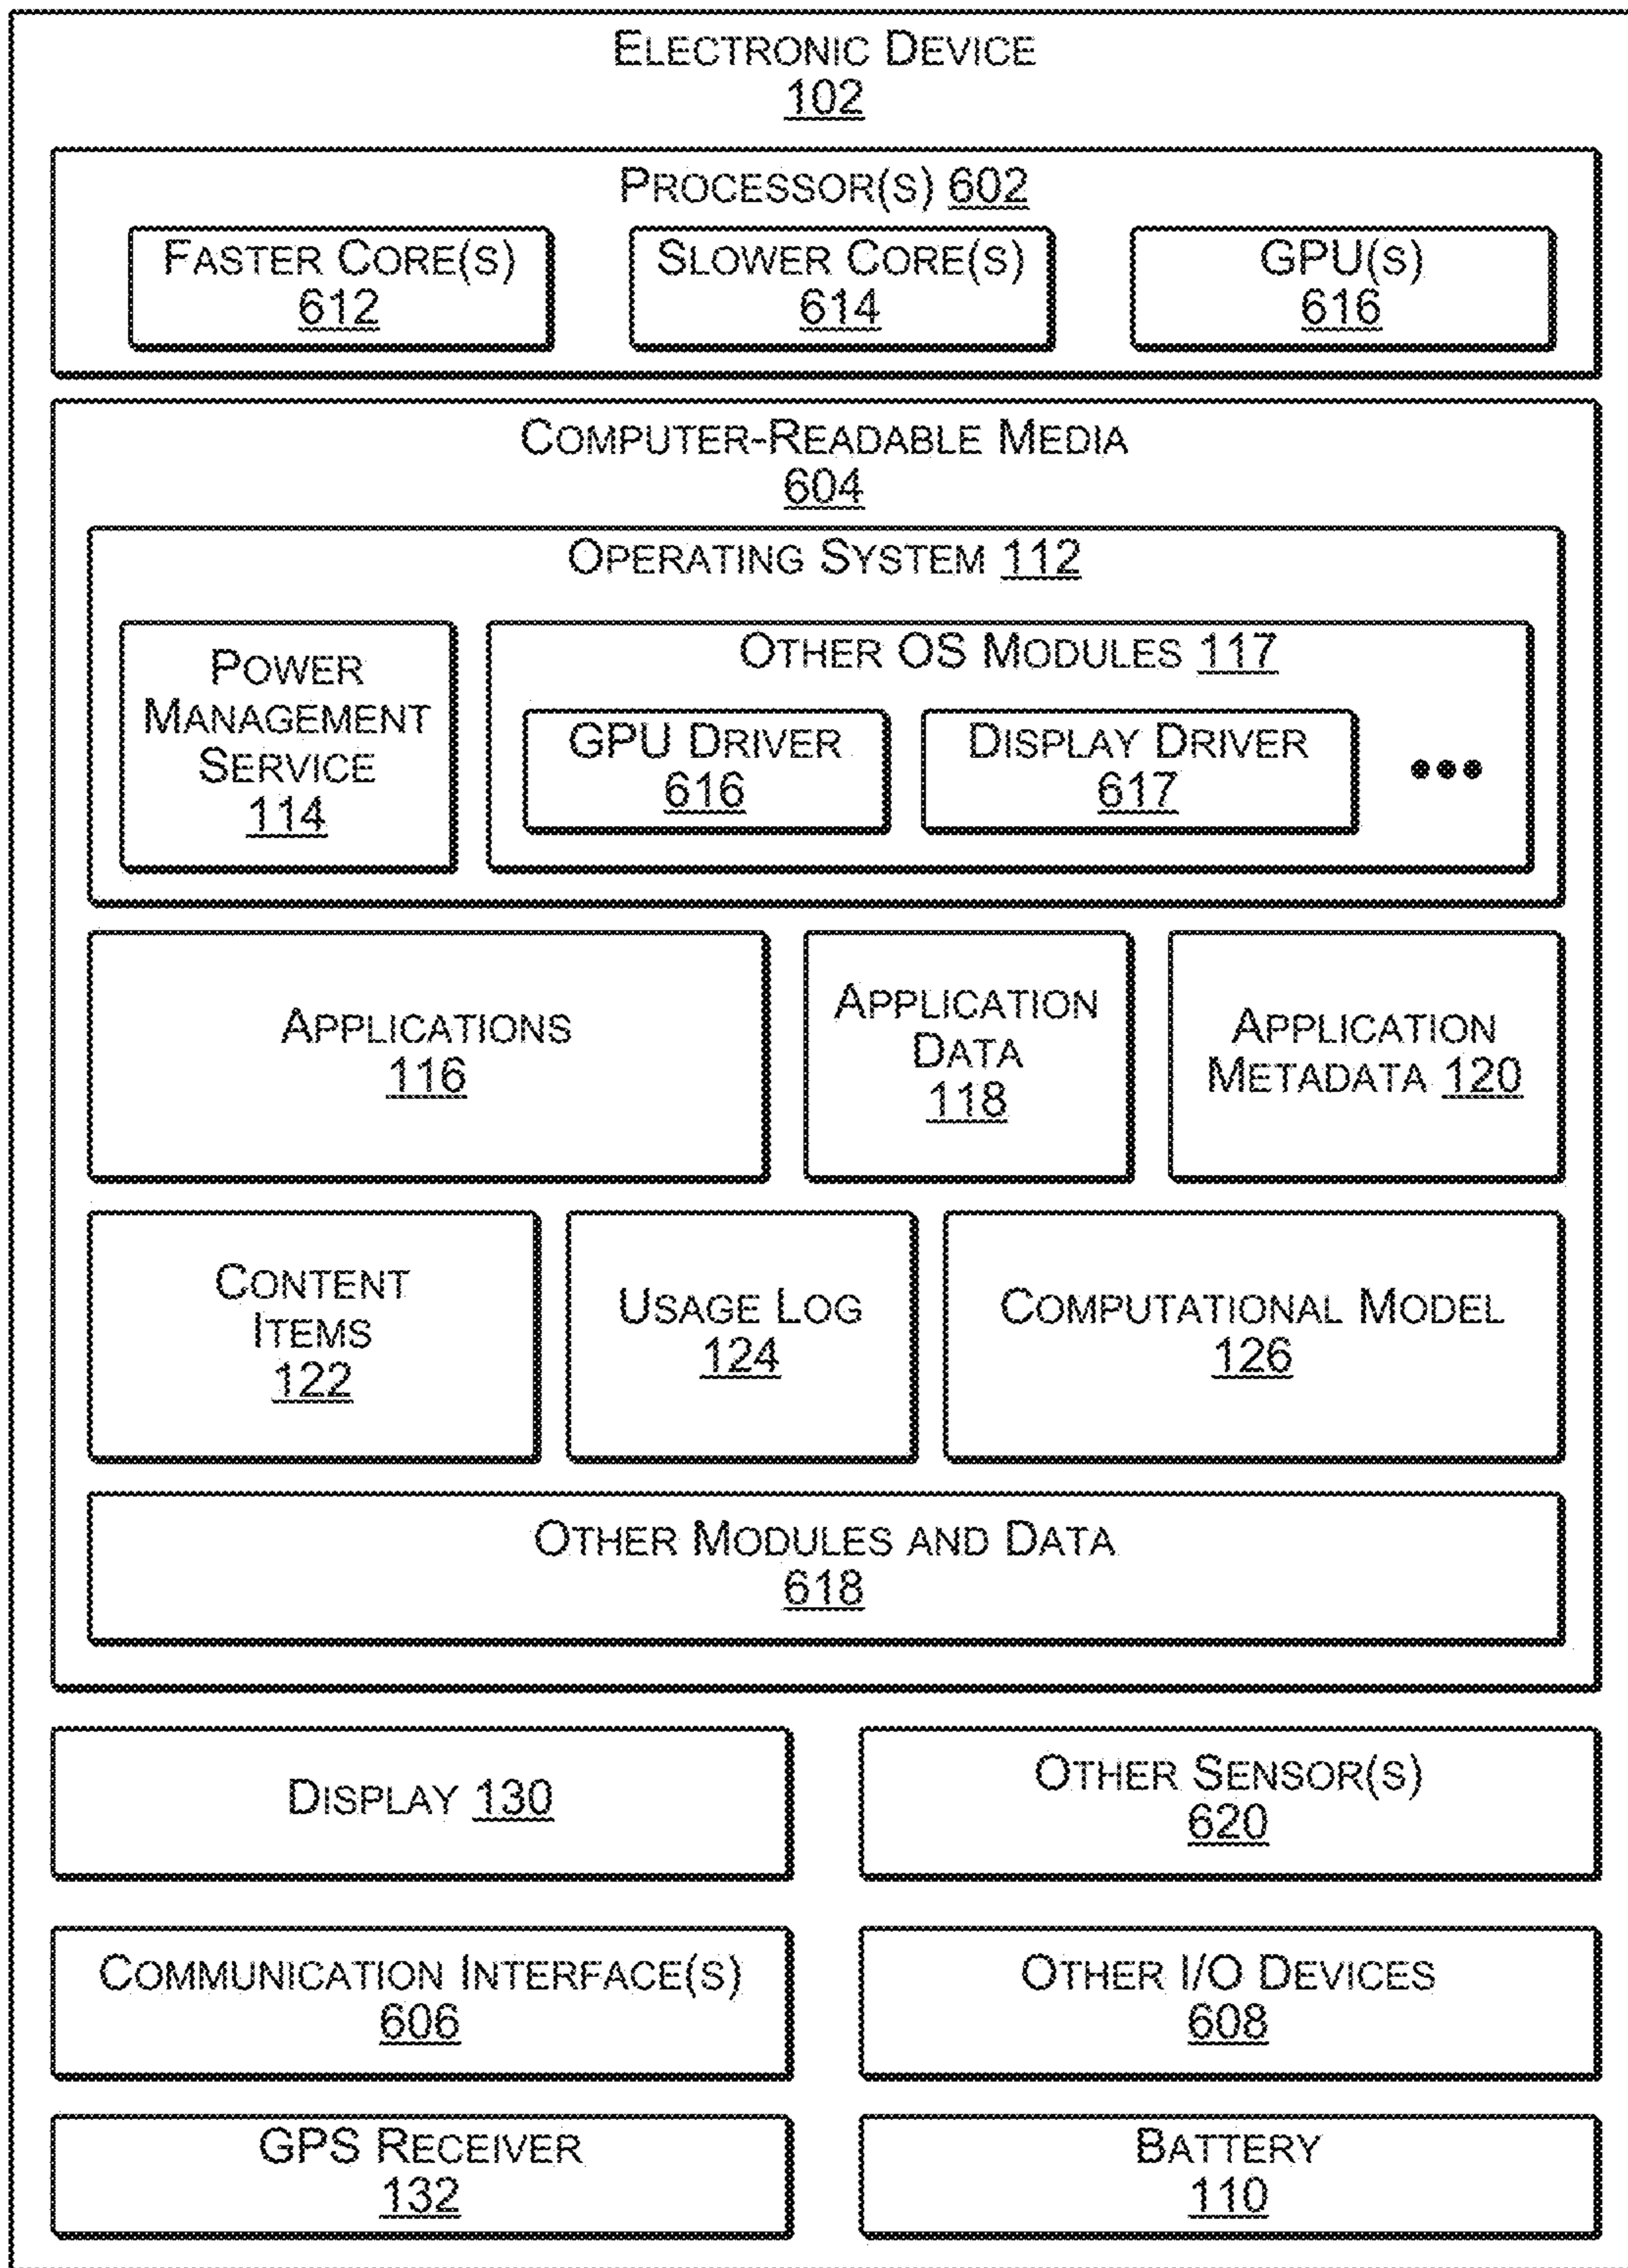 ELECTRONIC DEVICE
102
PROCESSOR(S) 602
FASTER CORE(S)
612
SLOWER CORE(S)
614
GPU(S)
616
COMPUTER-READABLE MEDIA
604
OPERATING SYSTEM 112
POWER
MANAGEMENT
SERVICE
114
OTHER OS MODULES 117
GPU DRIVER
616
DISPLAY DRIVER
617
•••
APPLICATIONS
116
APPLICATION
DATA
118
APPLICATION
METADATA 120
CONTENT
ITEMS
122
USAGE LOG
124
COMPUTATIONAL MODEL
126
OTHER MODULES AND DATA
618
DISPLAY 130
OTHER SENSOR(S)
620
COMMUNICATION INTERFACE(S)
606
OTHER I/O DEVICES
608
GPS RECEIVER
132
BATTERY
110